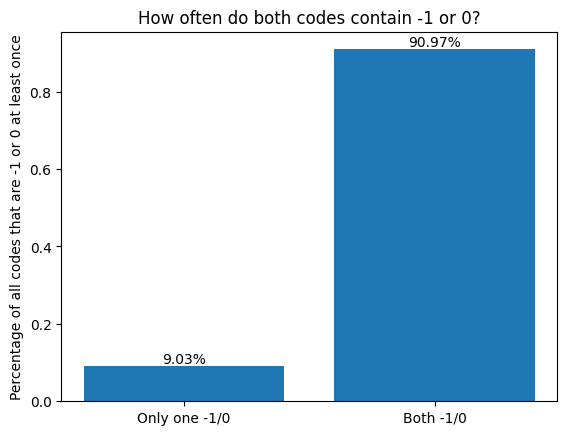 How often do both codes contain -1 or 0?
Percentage of all codes that are -1 or 0 at least once
0.8
0.6
0.4
0.2
0.0
9.03%
90.97%
Only one -1/0
Both -1/0